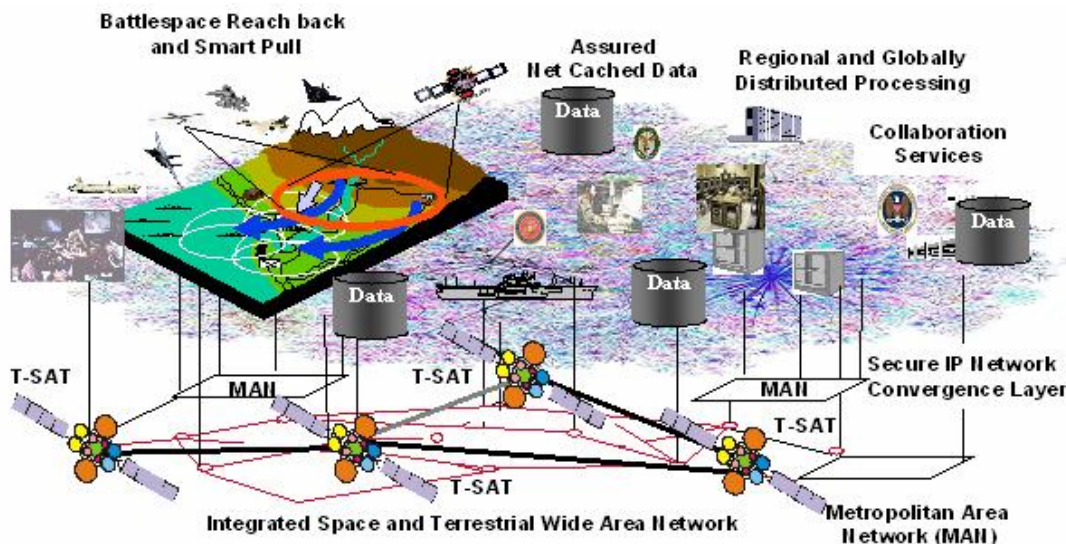 Battlespace Reach back
and Smart Pull
Assured
Net Cached Data
Regional and Globally
Distributed Processing
Data
Collaboration
Services
Data
Data
Data
T-SAT
MAN
T-SAT
MAN
Secure IP Network
Convergence Layer
T-SAT
T-SAT
Integrated Space and Terrestrial Wide Area Network
Metropolitan Area
Network (MAN)